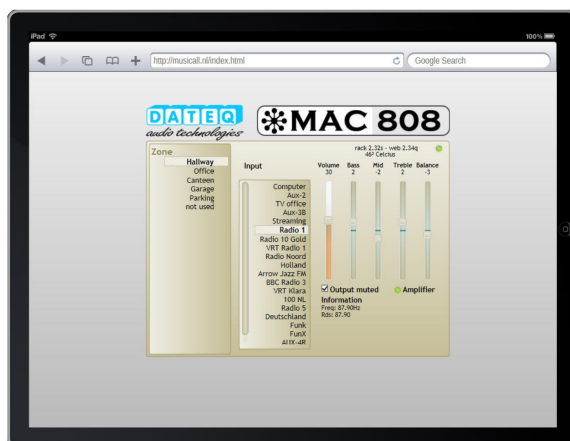 iPad
100%
http://musicall.nl/index.html
Google Search
DATEQ
audio technologies
MAC 808
rack 2.32s - web 2.34q
46° Celcius
Zone
Hallway
Office
Canteen
Garage
Parking
not used
Input
Computer
Aux-2
TV office
Aux-3B
Streaming
Radio 1
Radio 10 Gold
VRT Radio 1
Radio Noord
Holland
Arrow Jazz FM
BBC Radio 3
VRT Klara
100 NL
Radio 5
Deutschland
Funk
FunX
AUX-4R
Volume Bass Mid Treble Balance
30 2 -2 2 -3
Output muted
Amplifier
Information
Freq: 87.90Hz
Rds: 87.90